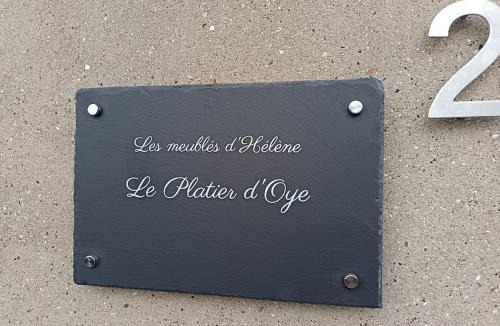 2
Les meublés d'Hélène
Le Platier d'Oye